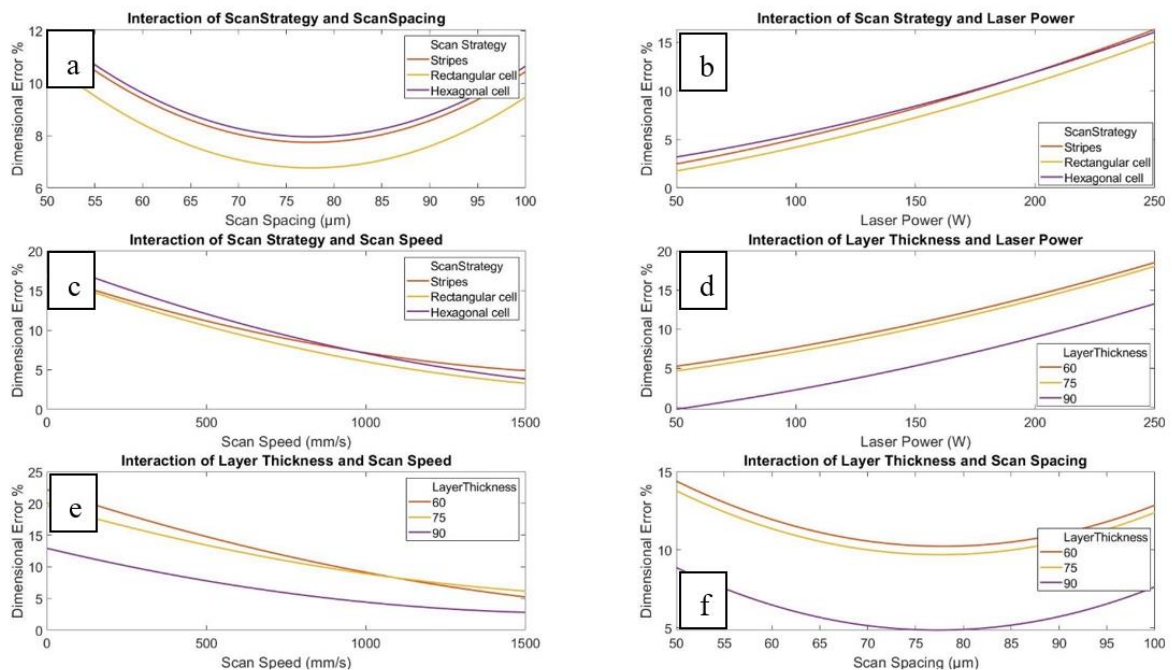 Interaction of ScanStrategy and ScanSpacing
a
Dimensional Error %
12
10
8
6
Scan Strategy
Stripes
Rectangular cell
Hexagonal cell
50 55 60 65 70 75 80 85 90 95 100
Scan Spacing (µm)
Interaction of Scan Strategy and Laser Power
b
Dimensional Error %
15
10
5
0
ScanStrategy
Stripes
Rectangular cell
Hexagonal cell
50 100 150 200 250
Laser Power (W)
Interaction of Scan Strategy and Scan Speed
c
Dimensional Error %
20
15
10
5
0
ScanStrategy
Stripes
Rectangular cell
Hexagonal cell
0 500 1000 1500
Scan Speed (mm/s)
Interaction of Layer Thickness and Laser Power
d
Dimensional Error %
20
15
10
5
0
LayerThickness
60
75
90
50 100 150 200 250
Laser Power (W)
Interaction of Layer Thickness and Scan Speed
e
Dimensional Error %
25
20
15
10
5
0
LayerThickness
60
75
90
0 500 1000 1500
Scan Speed (mm/s)
Interaction of Layer Thickness and Scan Spacing
f
Dimensional Error %
15
10
5
LayerThickness
60
75
90
50 55 60 65 70 75 80 85 90 95 100
Scan Spacing (µm)